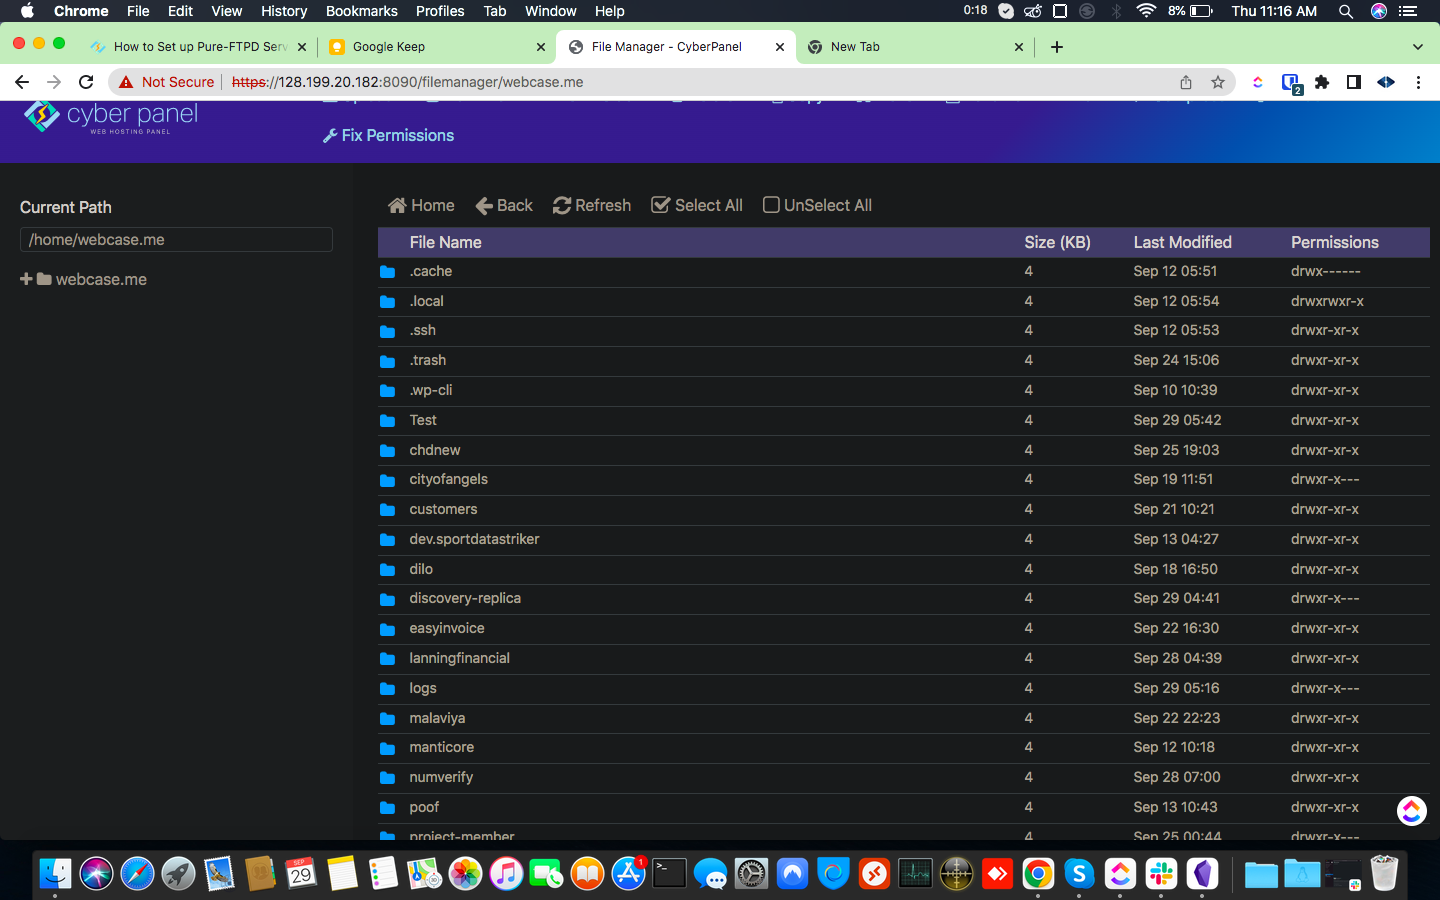 Chrome File Edit View History Bookmarks Profiles Tab Window Help 0:18 8% Thu 11:16 AM
How to Set up Pure-FTPD Serv Google Keep File Manager - CyberPanel New Tab
Not Secure https://128.199.20.182:8090/filemanager/webcase.me 2
cyber panel
WEB HOSTING PANEL
Fix Permissions
Current Path
/home/webcase.me
webcase.me
Home Back Refresh Select All UnSelect All
File Name Size (KB) Last Modified Permissions
.cache 4 Sep 12 05:51 drwx------
.local 4 Sep 12 05:54 drwxrwxr-x
.ssh 4 Sep 12 05:53 drwxr-xr-x
.trash 4 Sep 24 15:06 drwxr-xr-x
.wp-cli 4 Sep 10 10:39 drwxr-xr-x
Test 4 Sep 29 05:42 drwxr-xr-x
chdnew 4 Sep 25 19:03 drwxr-xr-x
cityofangels 4 Sep 19 11:51 drwxr-x---
customers 4 Sep 21 10:21 drwxr-xr-x
dev.sportdatastriker 4 Sep 13 04:27 drwxr-xr-x
dilo 4 Sep 18 16:50 drwxr-xr-x
discovery-replica 4 Sep 29 04:41 drwxr-x---
easyinvoice 4 Sep 22 16:30 drwxr-xr-x
lanningfinancial 4 Sep 28 04:39 drwxr-xr-x
logs 4 Sep 29 05:16 drwxr-x---
malaviya 4 Sep 22 22:23 drwxr-xr-x
manticore 4 Sep 12 10:18 drwxr-xr-x
numverify 4 Sep 28 07:00 drwxr-xr-x
poof 4 Sep 13 10:43 drwxr-xr-x
project-member 4 Sep 25 00:44 drwxr-x---
SEP
29
1